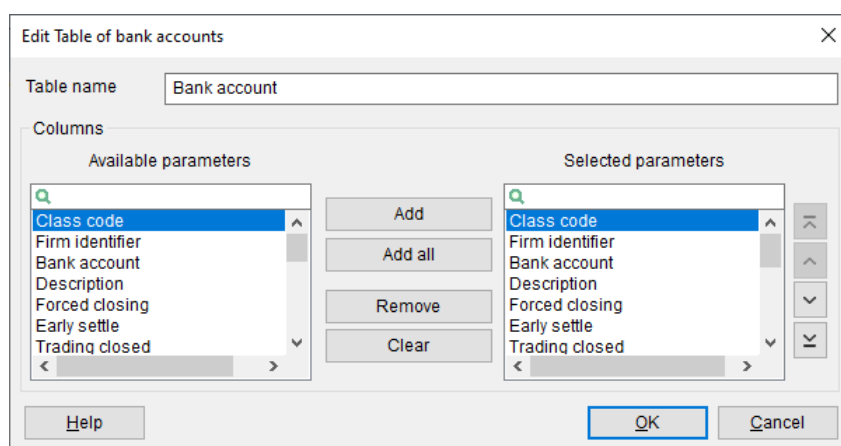 Edit Table of bank accounts
Table name
Bank account
Columns
Available parameters
Class code
Firm identifier
Bank account
Description
Forced closing
Early settle
Trading closed
Add
Add all
Remove
Clear
Selected parameters
Class code
Firm identifier
Bank account
Description
Forced closing
Early settle
Trading closed
Help
OK
Cancel